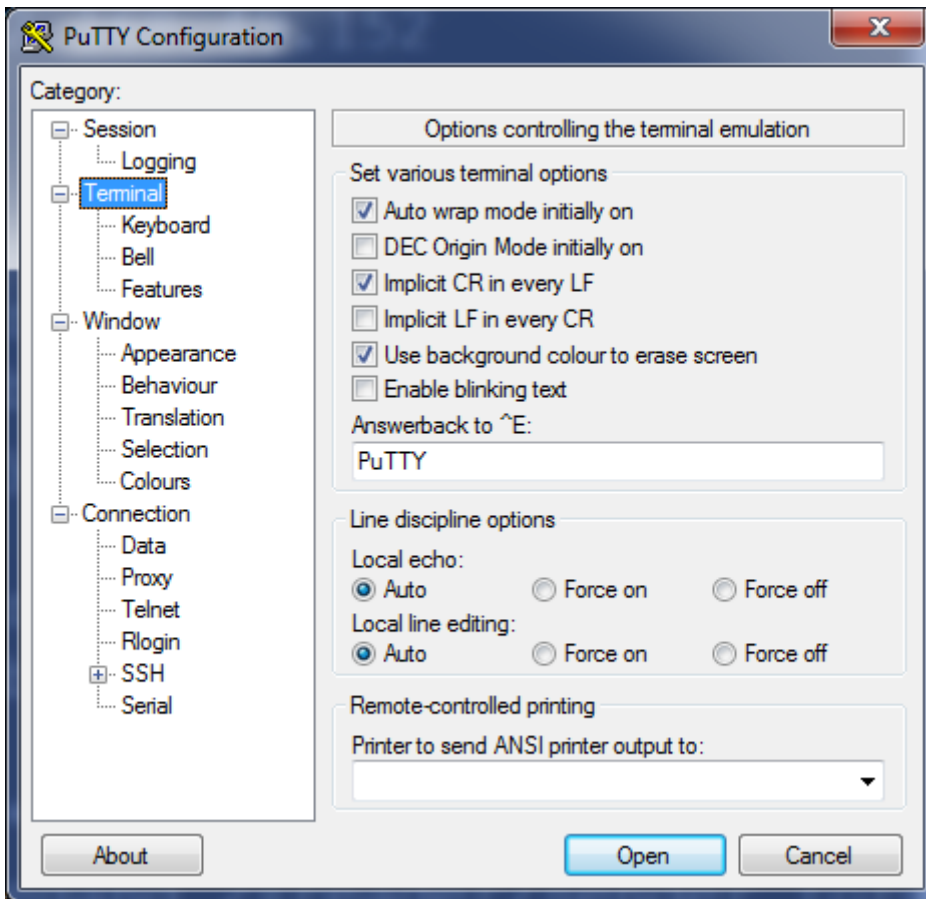 PuTTY Configuration
Category:
Session
Logging
Terminal
Keyboard
Bell
Features
Window
Appearance
Behaviour
Translation
Selection
Colours
Connection
Data
Proxy
Telnet
Rlogin
SSH
Serial
Options controlling the terminal emulation
Set various terminal options
Auto wrap mode initially on
DEC Origin Mode initially on
Implicit CR in every LF
Implicit LF in every CR
Use background colour to erase screen
Enable blinking text
Answerback to ^E:
PuTTY
Line discipline options
Local echo:
Auto Force on Force off
Local line editing:
Auto Force on Force off
Remote-controlled printing
Printer to send ANSI printer output to:
About Open Cancel